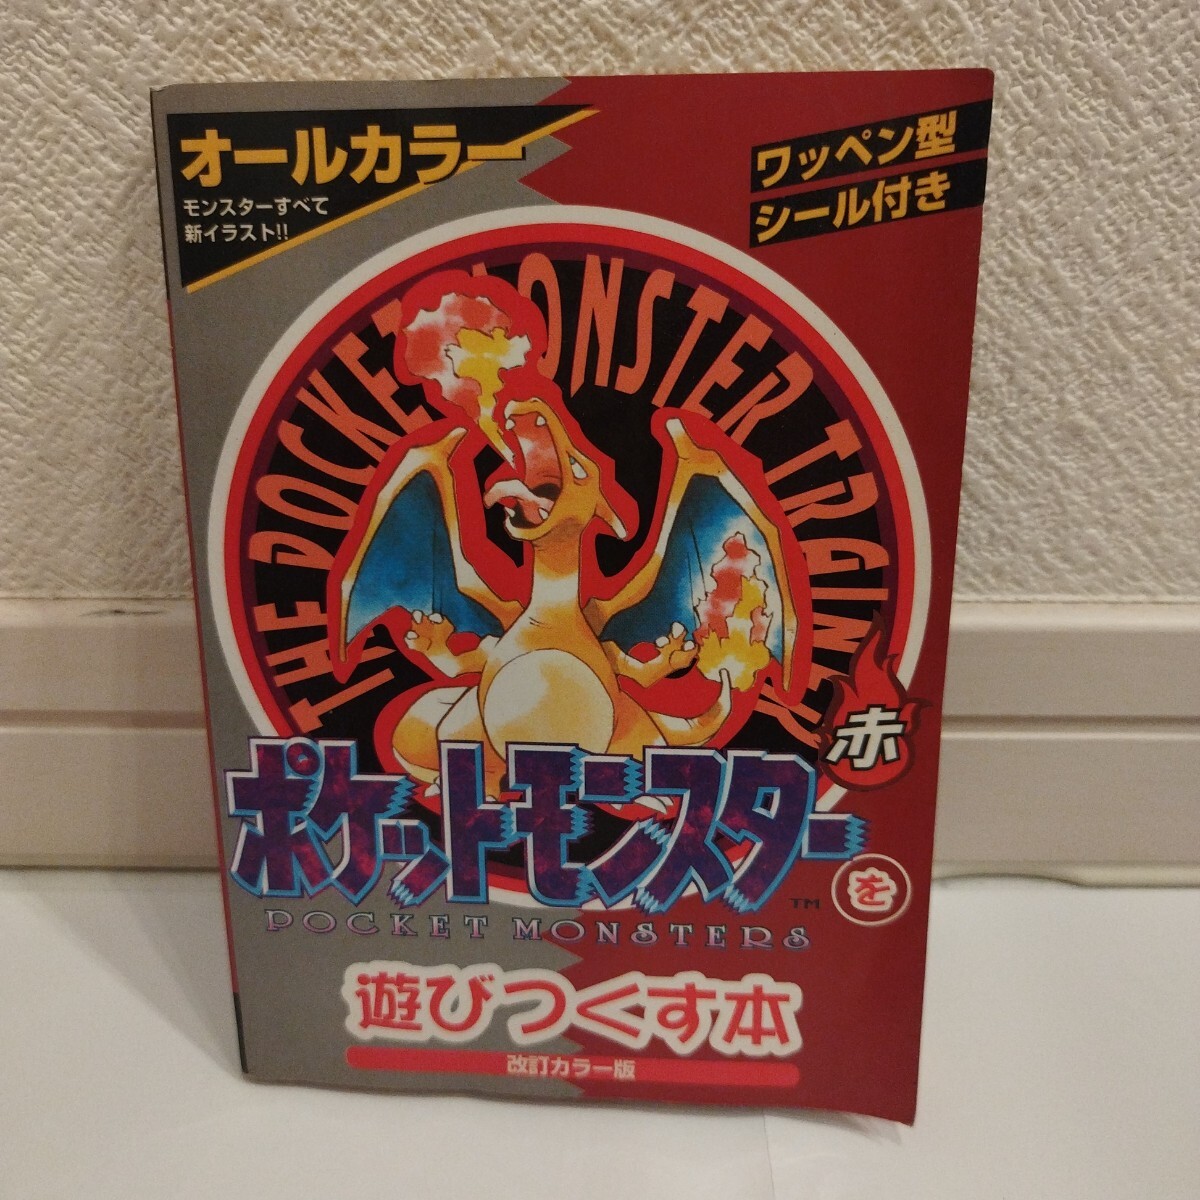 オールカラー
モンスターすべて
新イラスト!!
ワッペン型
シール付き
THE POCKET MONSTER TRAINER
赤
ポケットモンスター
TM
を
POCKET MONSTERS
遊びつくす本
改訂カラー版